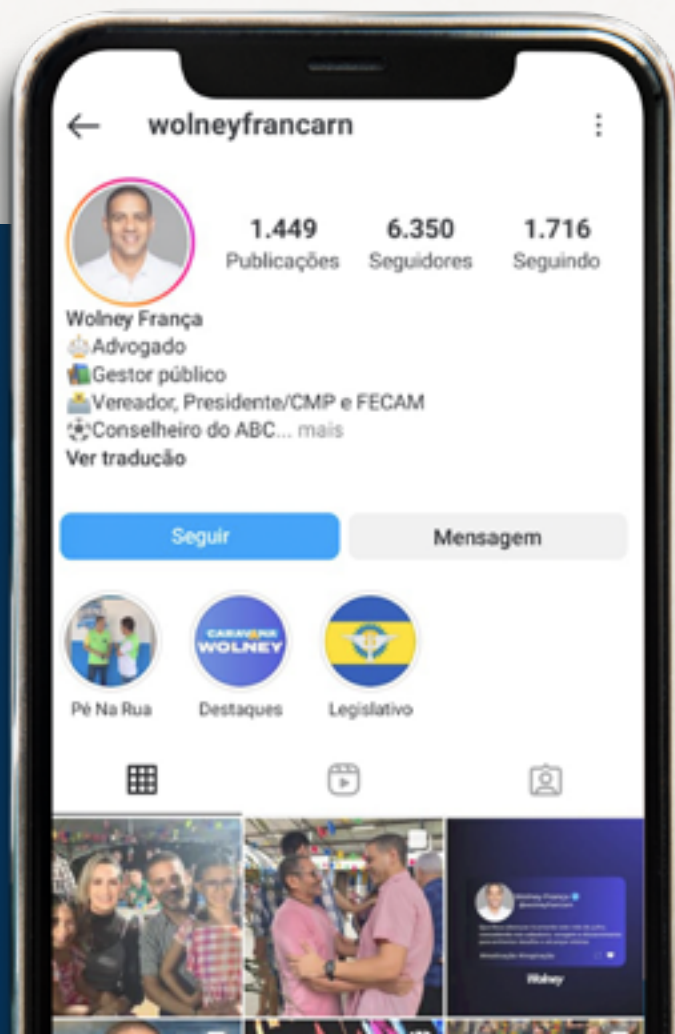 wolneyfrancarn
1.449 6.350 1.716
Publicações Seguidores Seguindo
Wolney França
Advogado
Gestor público
Vereador, Presidente/CMP e FECAM
Conselheiro do ABC... mais
Ver tradução
Seguir Mensagem
CARAVANA
WOLNEY
Pé Na Rua Destaques Legislativo
Wolney França
@wolneyfrancarn
Wolney